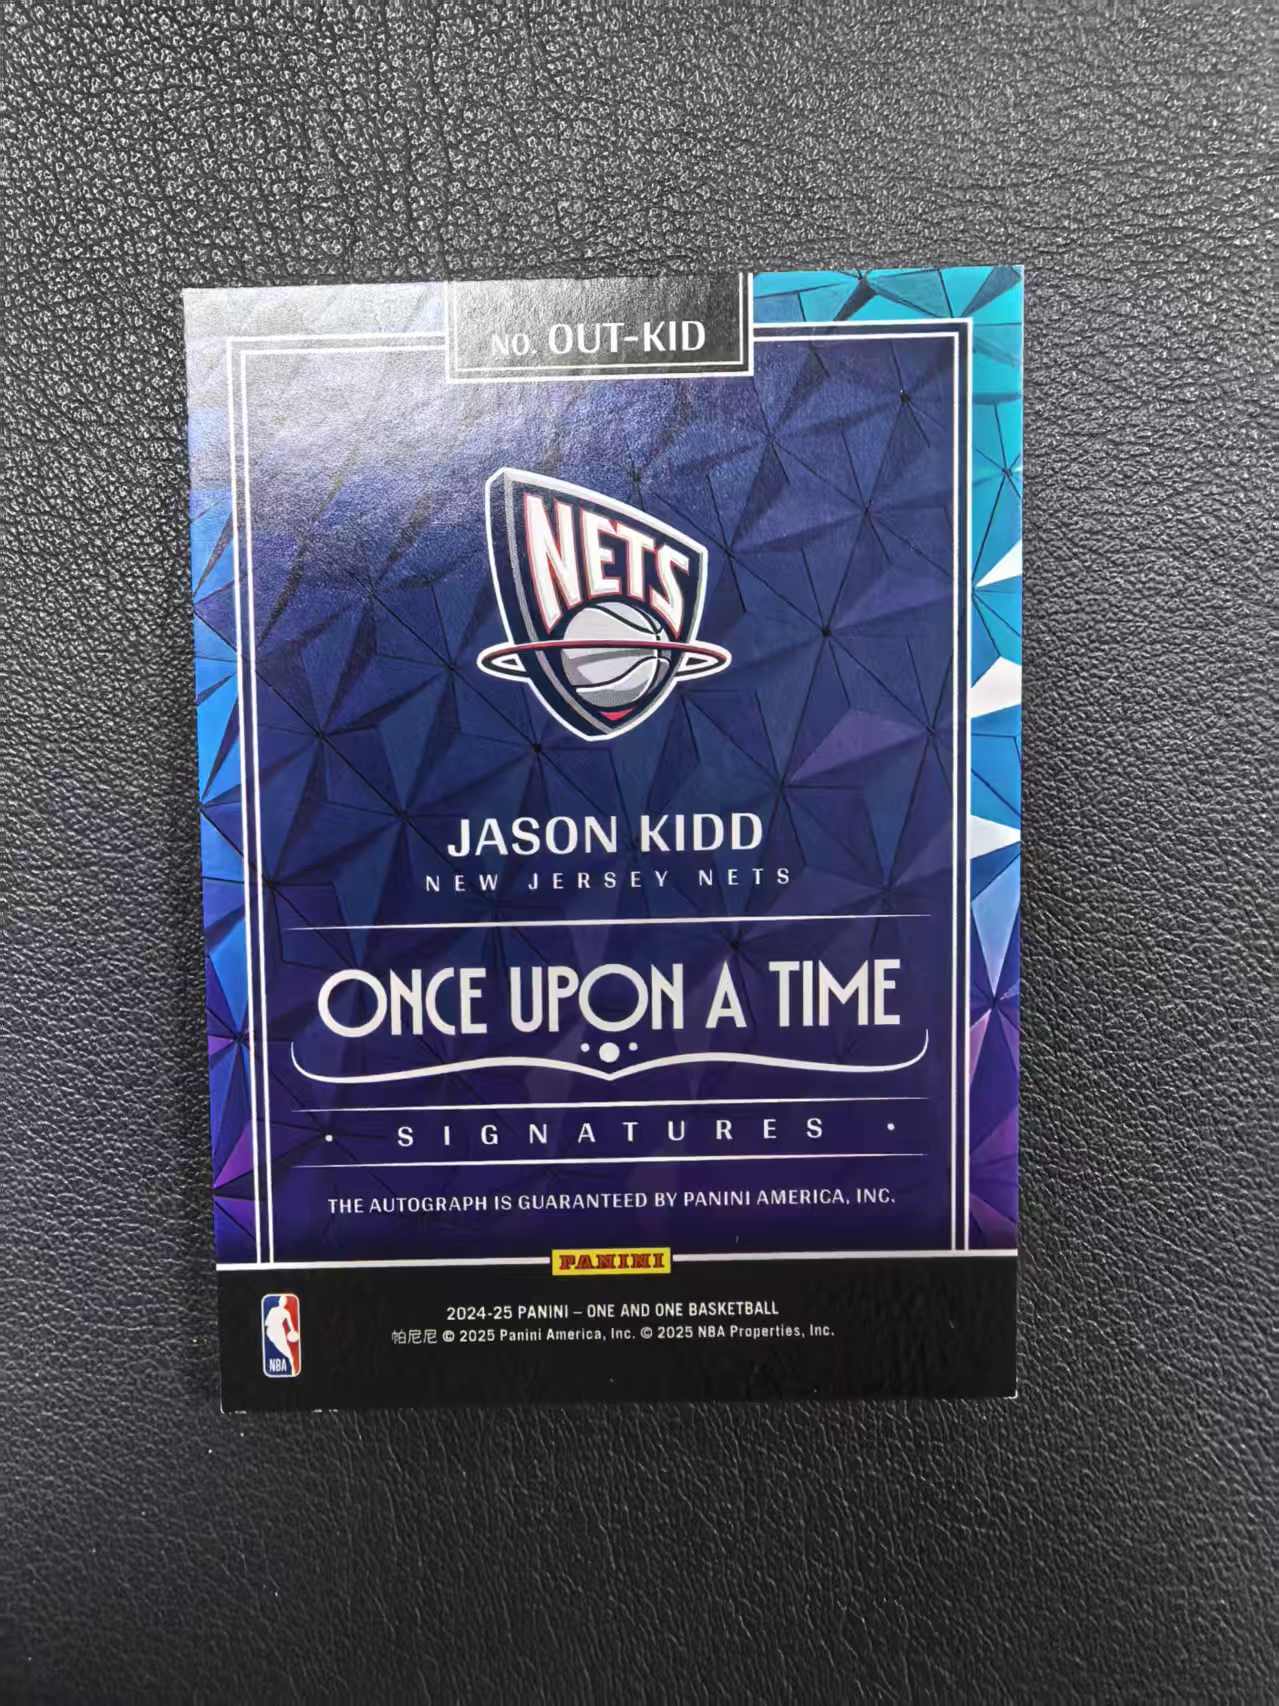 NO. OUT-KID
NETS
JASON KIDD
NEW JERSEY NETS
ONCE UPON A TIME
· SIGNATURES ·
THE AUTOGRAPH IS GUARANTEED BY PANINI AMERICA, INC.
PANINI
2024-25 PANINI – ONE AND ONE BASKETBALL
帕尼尼 © 2025 Panini America, Inc. © 2025 NBA Properties, Inc.
NBA